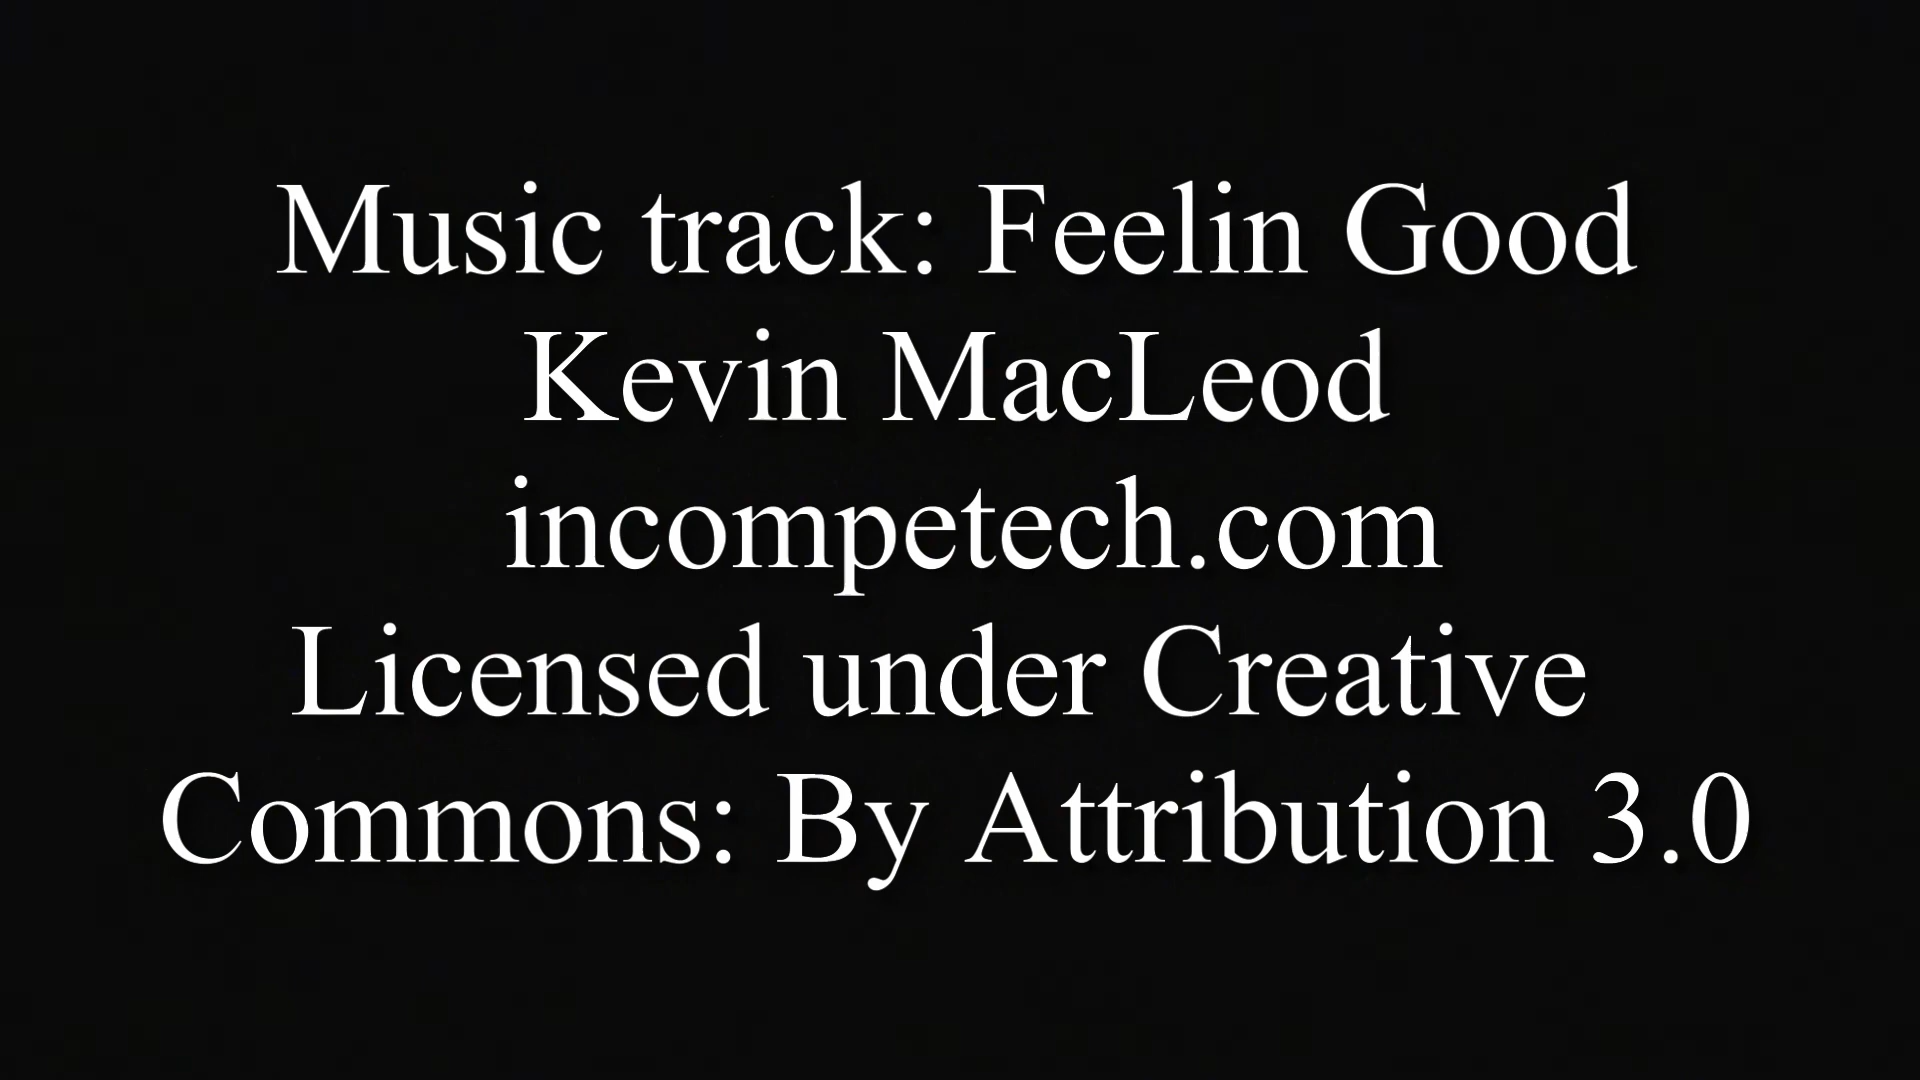 Music track: Feelin Good
Kevin MacLeod
incompetech.com
Licensed under Creative
Commons: By Attribution 3.0